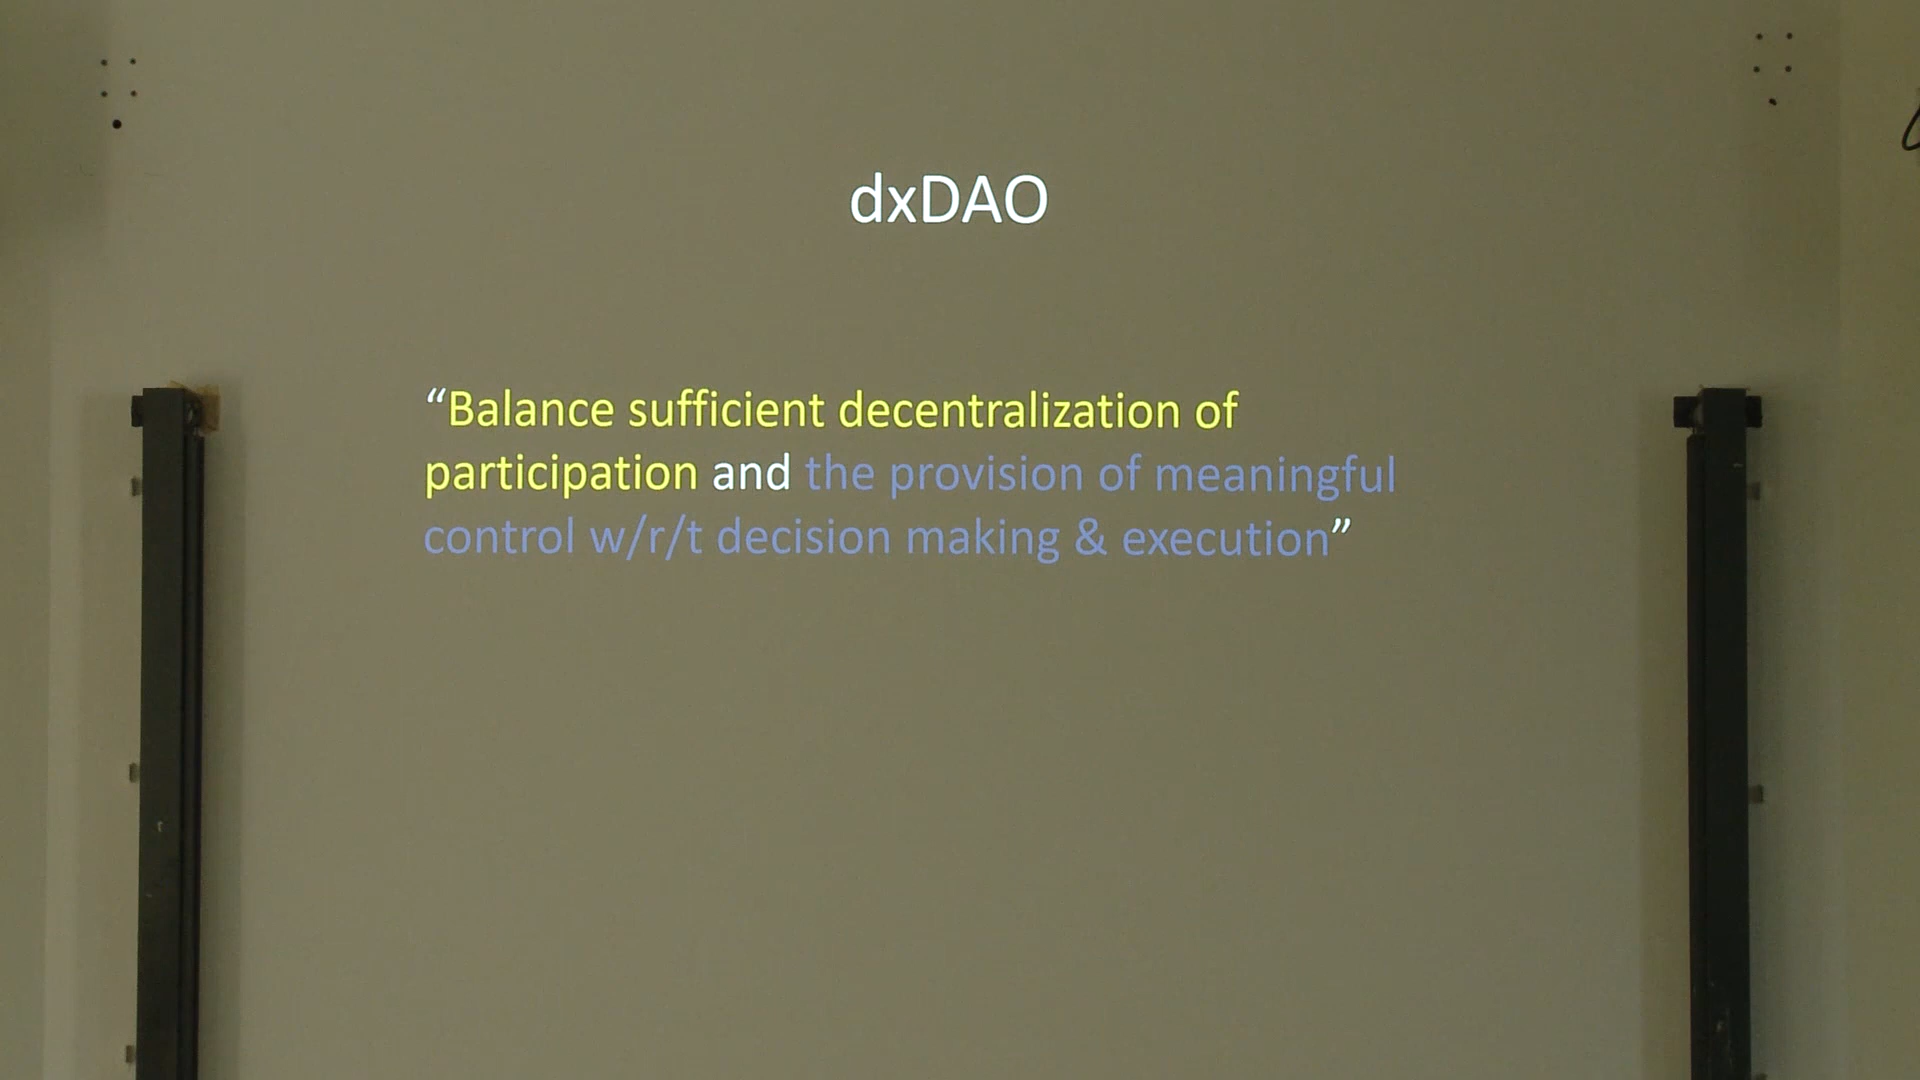 dxDAO
“Balance sufficient decentralization of
participation and the provision of meaningful
control w/r/t decision making & execution”